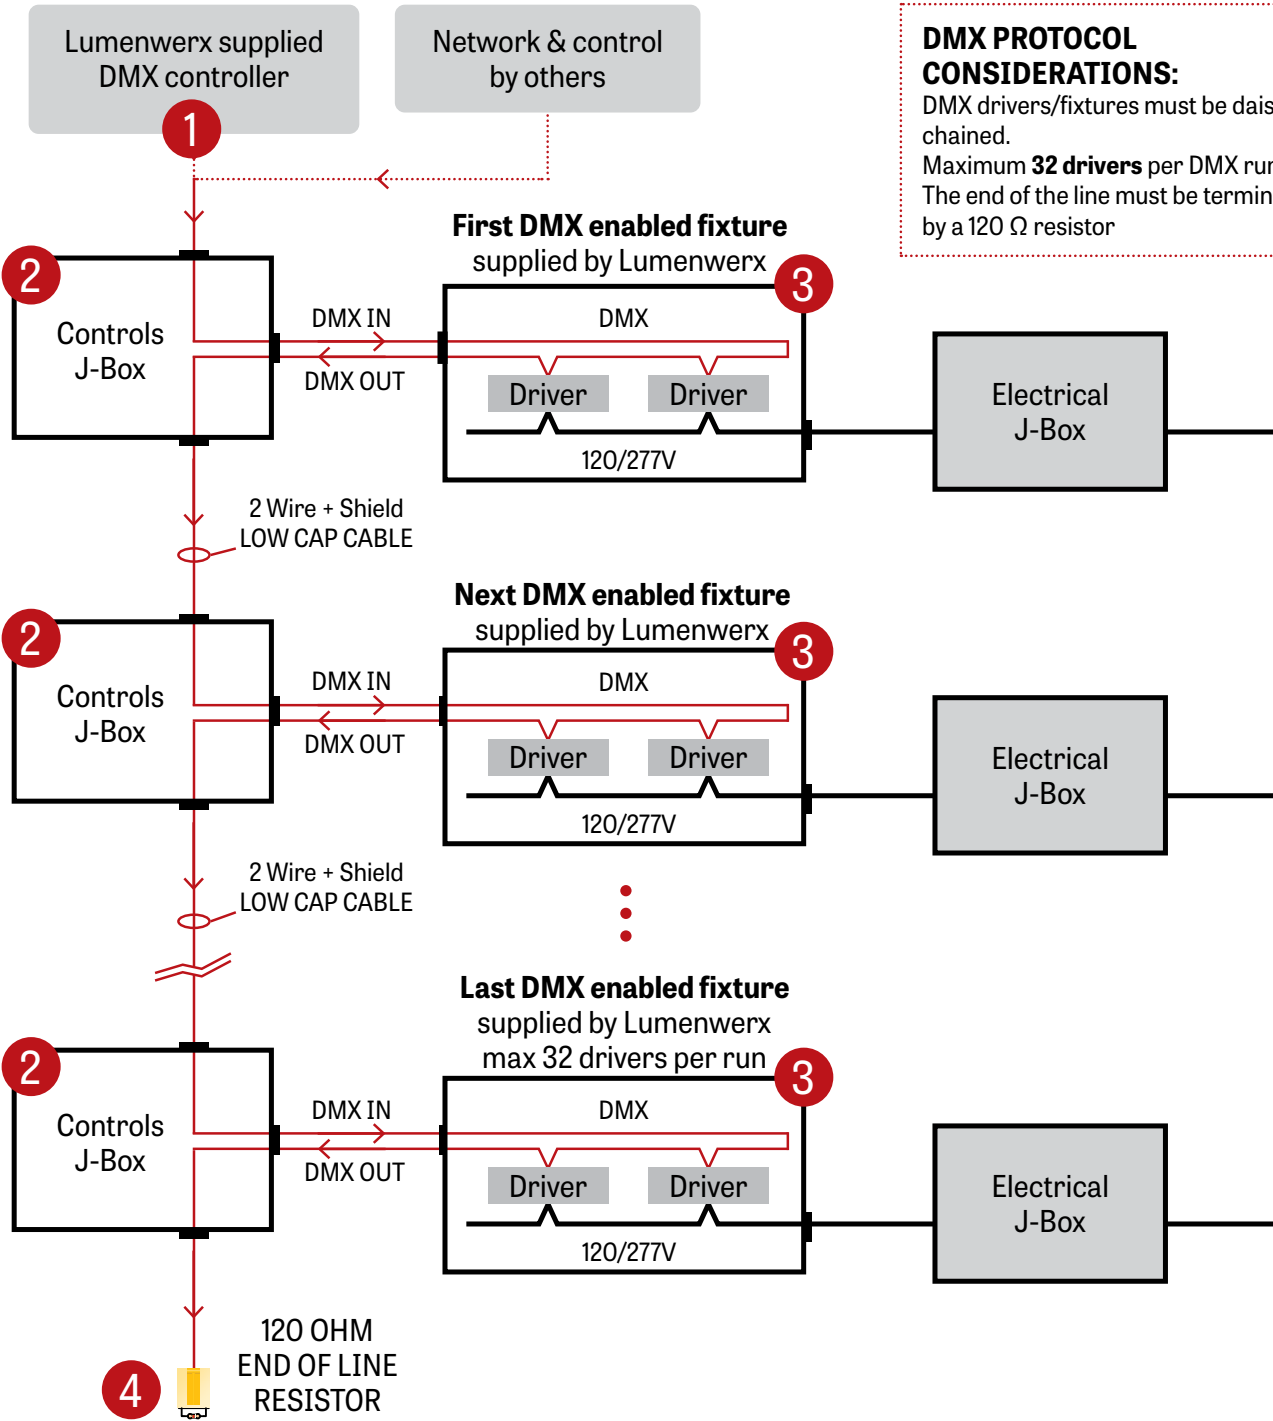 Lumenwerx supplied
DMX controller
1
Network & control
by others
DMX PROTOCOL
CONSIDERATIONS:
DMX drivers/fixtures must be
chained.
Maximum 32 drivers per DMX
The end of the line must be
by a 120 Ω resistor
First DMX enabled fixture
supplied by Lumenwerx
2
Controls
J-Box
DMX IN
DMX OUT
3
DMX
Driver
Driver
120/277V
Electrical
J-Box
2 Wire + Shield
LOW CAP CABLE
Next DMX enabled fixture
supplied by Lumenwerx
2
Controls
J-Box
DMX IN
DMX OUT
3
DMX
Driver
Driver
120/277V
Electrical
J-Box
2 Wire + Shield
LOW CAP CABLE
Last DMX enabled fixture
supplied by Lumenwerx
max 32 drivers per run
2
Controls
J-Box
DMX IN
DMX OUT
3
DMX
Driver
Driver
120/277V
Electrical
J-Box
4
120 OHM
END OF LINE
RESISTOR